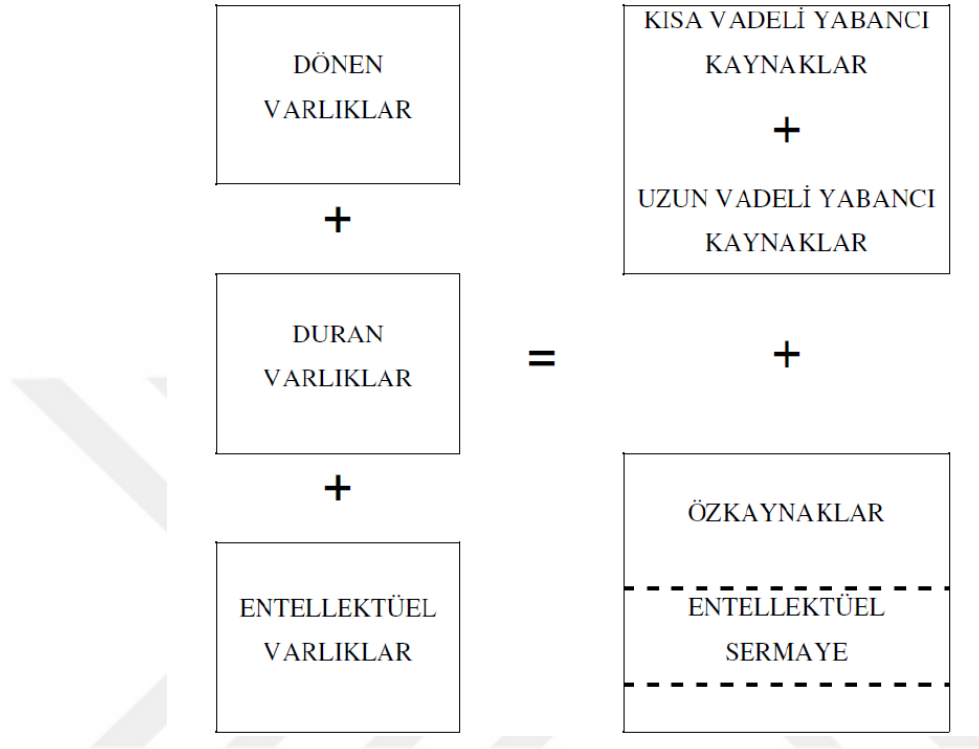 DÖNEN
VARLIKLAR
+
DURAN
VARLIKLAR
+
ENTELLEKTÜEL
VARLIKLAR
=
KISA VADELİ YABANCI
KAYNAKLAR
+
UZUN VADELİ YABANCI
KAYNAKLAR
+
ÖZKAYNAKLAR
ENTELLEKTÜEL
SERMAYE